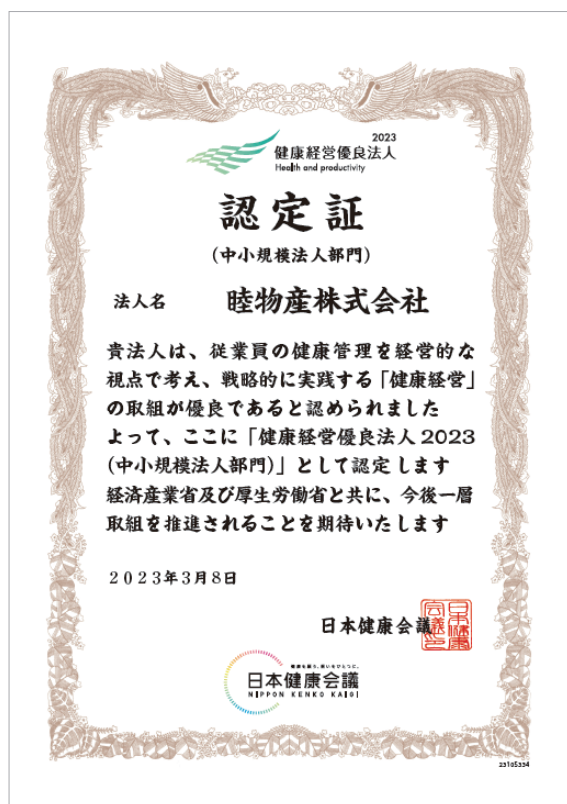 2023
健康経営優良法人
Health and productivity
認定証
(中小規模法人部門)
法人名 睦物産株式会社
貴法人は、従業員の健康管理を経営的な
視点で考え、戦略的に実践する「健康経営」
の取組が優良であると認められました
よって、ここに「健康経営優良法人2023
(中小規模法人部門)」として認定します
経済産業省及び厚生労働省と共に、今後一層
取組を推進されることを期待いたします
2023年3月8日
日本健康会議
日本健康会議
NIPPON KENKO KAIGI
23105334